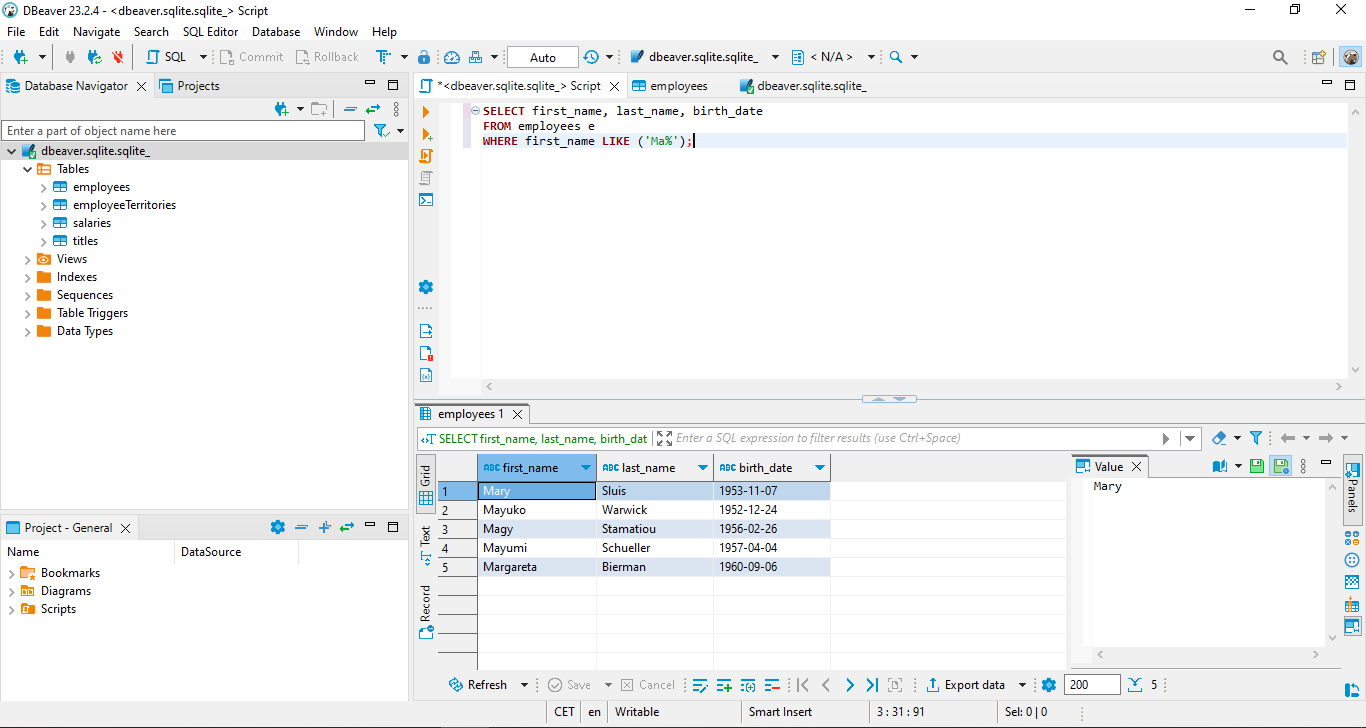 DBeaver 23.2.4 - <dbeaver.sqlite.sqlite_> Script
File Edit Navigate Search SQL Editor Database Window Help
SQL Commit Rollback Auto dbeaver.sqlite.sqlite_ < N/A >
Database Navigator Projects
Enter a part of object name here
dbeaver.sqlite.sqlite_
Tables
employees
employeeTerritories
salaries
titles
Views
Indexes
Sequences
Table Triggers
Data Types
Project - General
Name DataSource
Bookmarks
Diagrams
Scripts
*<dbeaver.sqlite.sqlite_> Script employees dbeaver.sqlite.sqlite_
SELECT first_name, last_name, birth_date
FROM employees e
WHERE first_name LIKE ('Ma%');
employees 1
SELECT first_name, last_name, birth_dat Enter a SQL expression to filter results (use Ctrl+Space)
Grid
Text
Record
ABC first_name ABC last_name ABC birth_date
1 Mary Sluis 1953-11-07
2 Mayuko Warwick 1952-12-24
3 Magy Stamatiou 1956-02-26
4 Mayumi Schueller 1957-04-04
5 Margareta Bierman 1960-09-06
Value
Mary
Panels
Refresh Save Cancel Export data 200 5
CET en Writable Smart Insert 3 : 31 : 91 Sel: 0 | 0